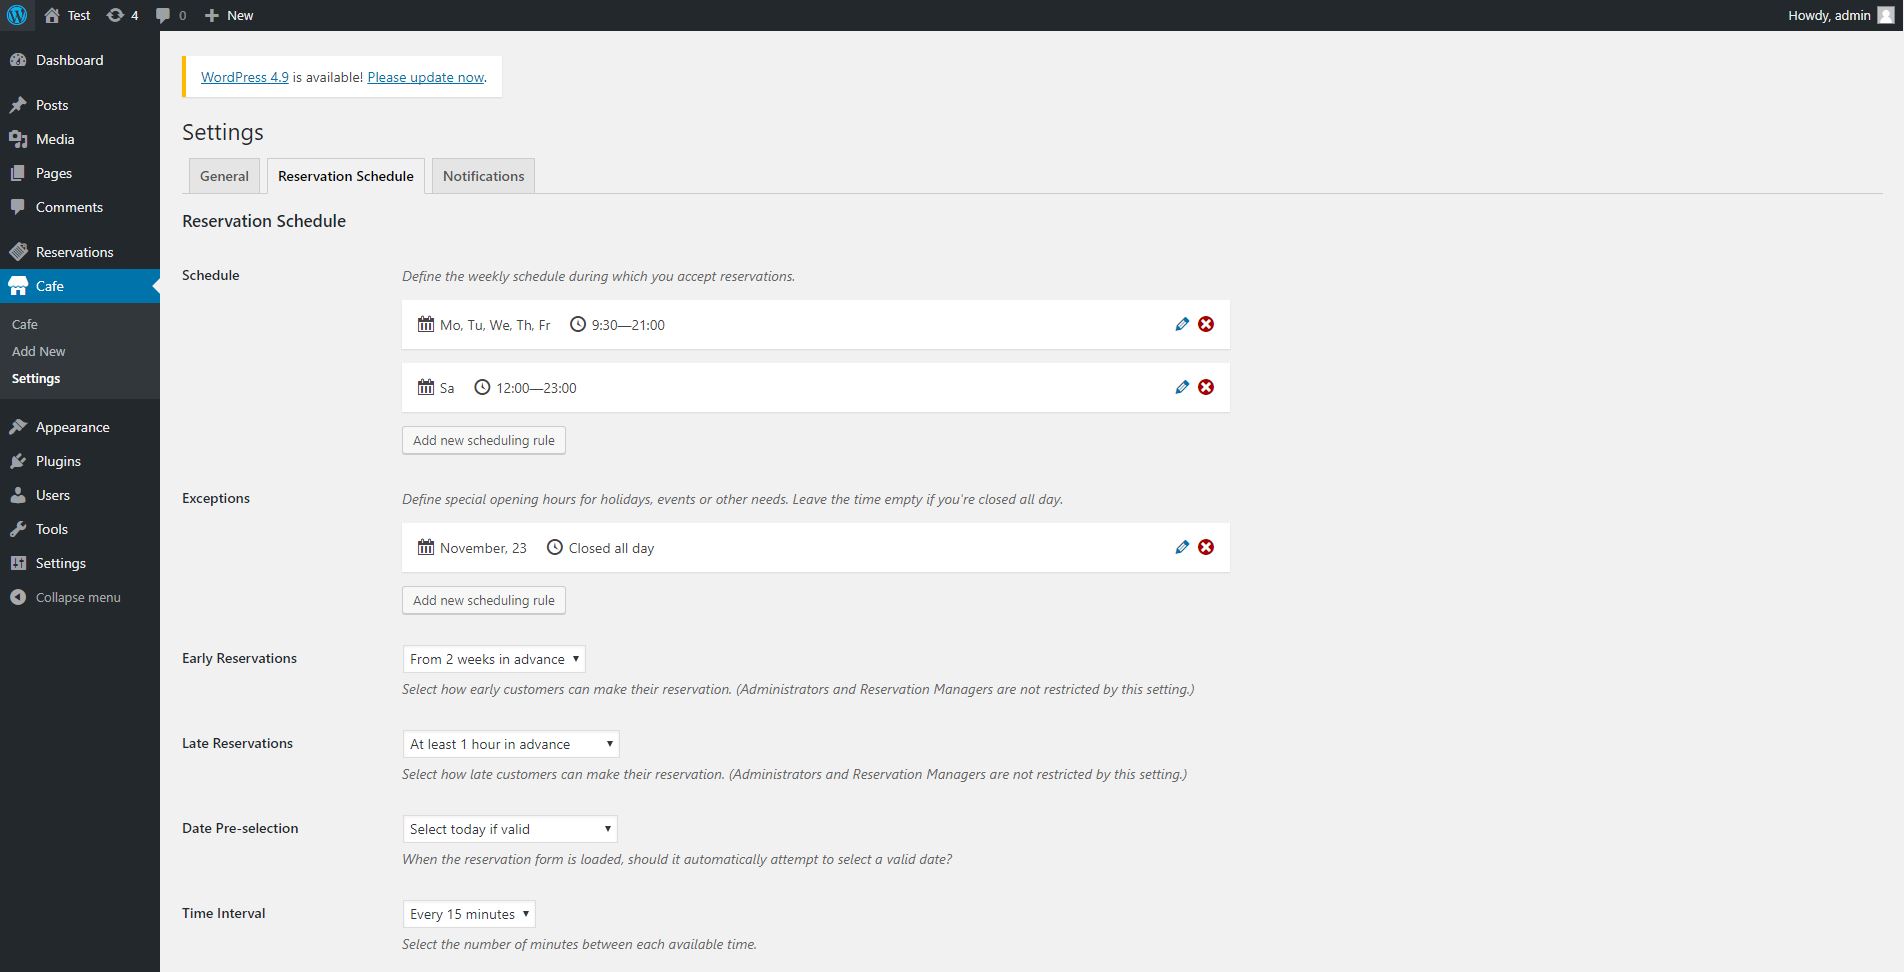 Test 4 0 New Howdy, admin
Dashboard
Posts
Media
Pages
Comments
Reservations
Cafe
Cafe
Add New
Settings
Appearance
Plugins
Users
Tools
Settings
Collapse menu
WordPress 4.9 is available! Please update now.
Settings
General Reservation Schedule Notifications
Reservation Schedule
Schedule
Define the weekly schedule during which you accept reservations.
Mo, Tu, We, Th, Fr 9:30—21:00
Sa 12:00—23:00
Add new scheduling rule
Exceptions
Define special opening hours for holidays, events or other needs. Leave the time empty if you're closed all day.
November, 23 Closed all day
Add new scheduling rule
Early Reservations
From 2 weeks in advance
Select how early customers can make their reservation. (Administrators and Reservation Managers are not restricted by this setting.)
Late Reservations
At least 1 hour in advance
Select how late customers can make their reservation. (Administrators and Reservation Managers are not restricted by this setting.)
Date Pre-selection
Select today if valid
When the reservation form is loaded, should it automatically attempt to select a valid date?
Time Interval
Every 15 minutes
Select the number of minutes between each available time.